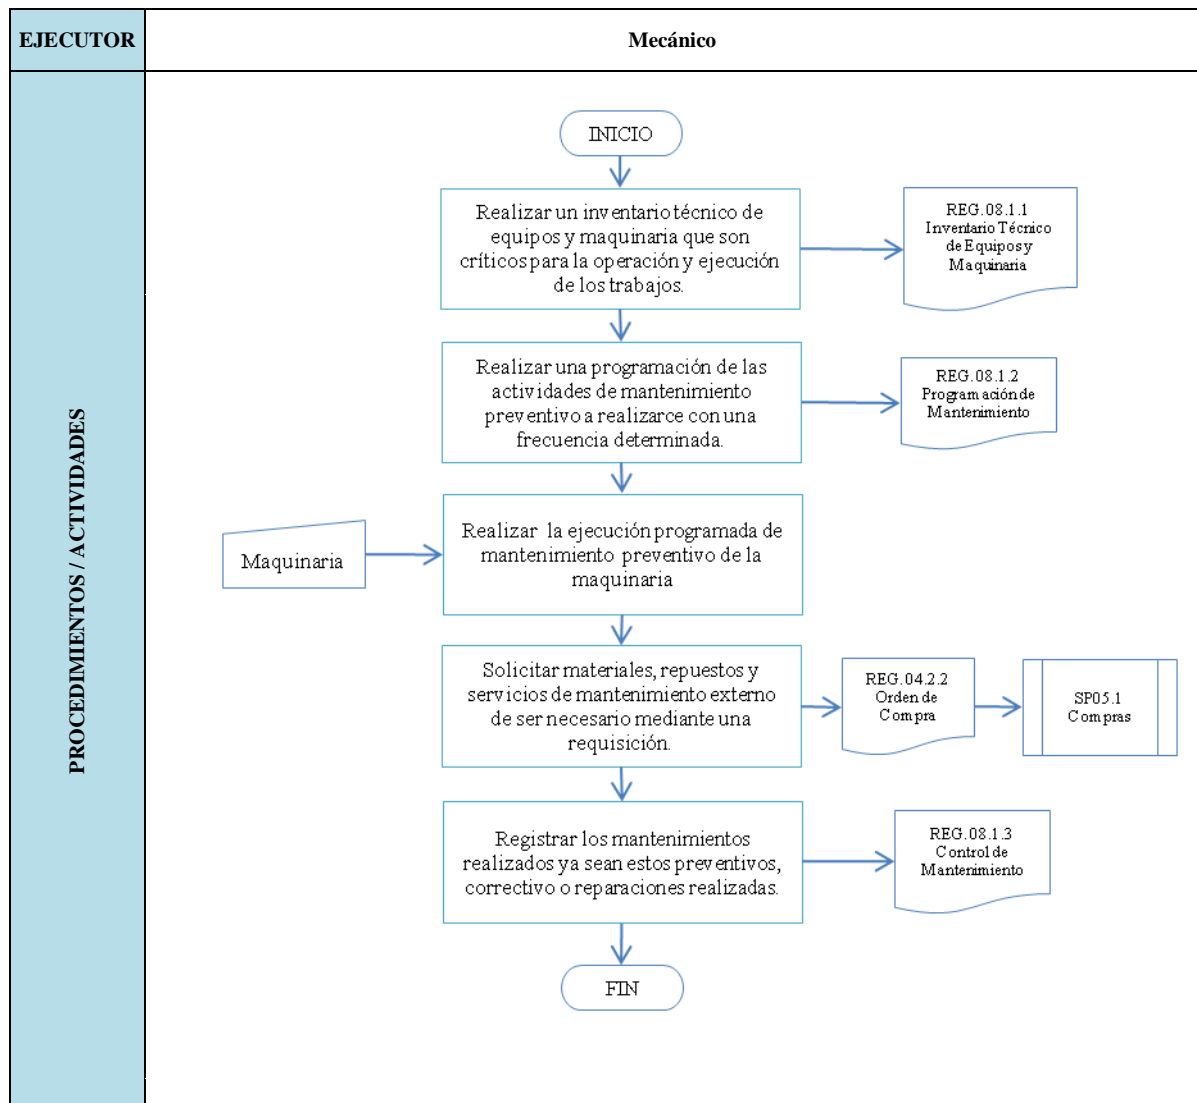 EJECUTOR
Mecánico
PROCEDIMIENTOS / ACTIVIDADES
INICIO
Realizar un inventario técnico de
equipos y maquinaria que son
críticos para la operación y ejecución
de los trabajos.
REG.08.1.1
Inventario Técnico
de Equipos y
Maquinaria
Realizar una programación de las
actividades de mantenimiento
preventivo a realizarce con una
frecuencia determinada.
REG.08.1.2
Programación de
Mantenimiento
Maquinaria
Realizar la ejecución programada de
mantenimiento preventivo de la
maquinaria
Solicitar materiales, repuestos y
servicios de mantenimiento externo
de ser necesario mediante una
requisición.
REG.04.2.2
Orden de
Compra
SP05.1
Compras
Registrar los mantenimientos
realizados ya sean estos preventivos,
correctivo o reparaciones realizadas.
REG.08.1.3
Control de
Mantenimiento
FIN